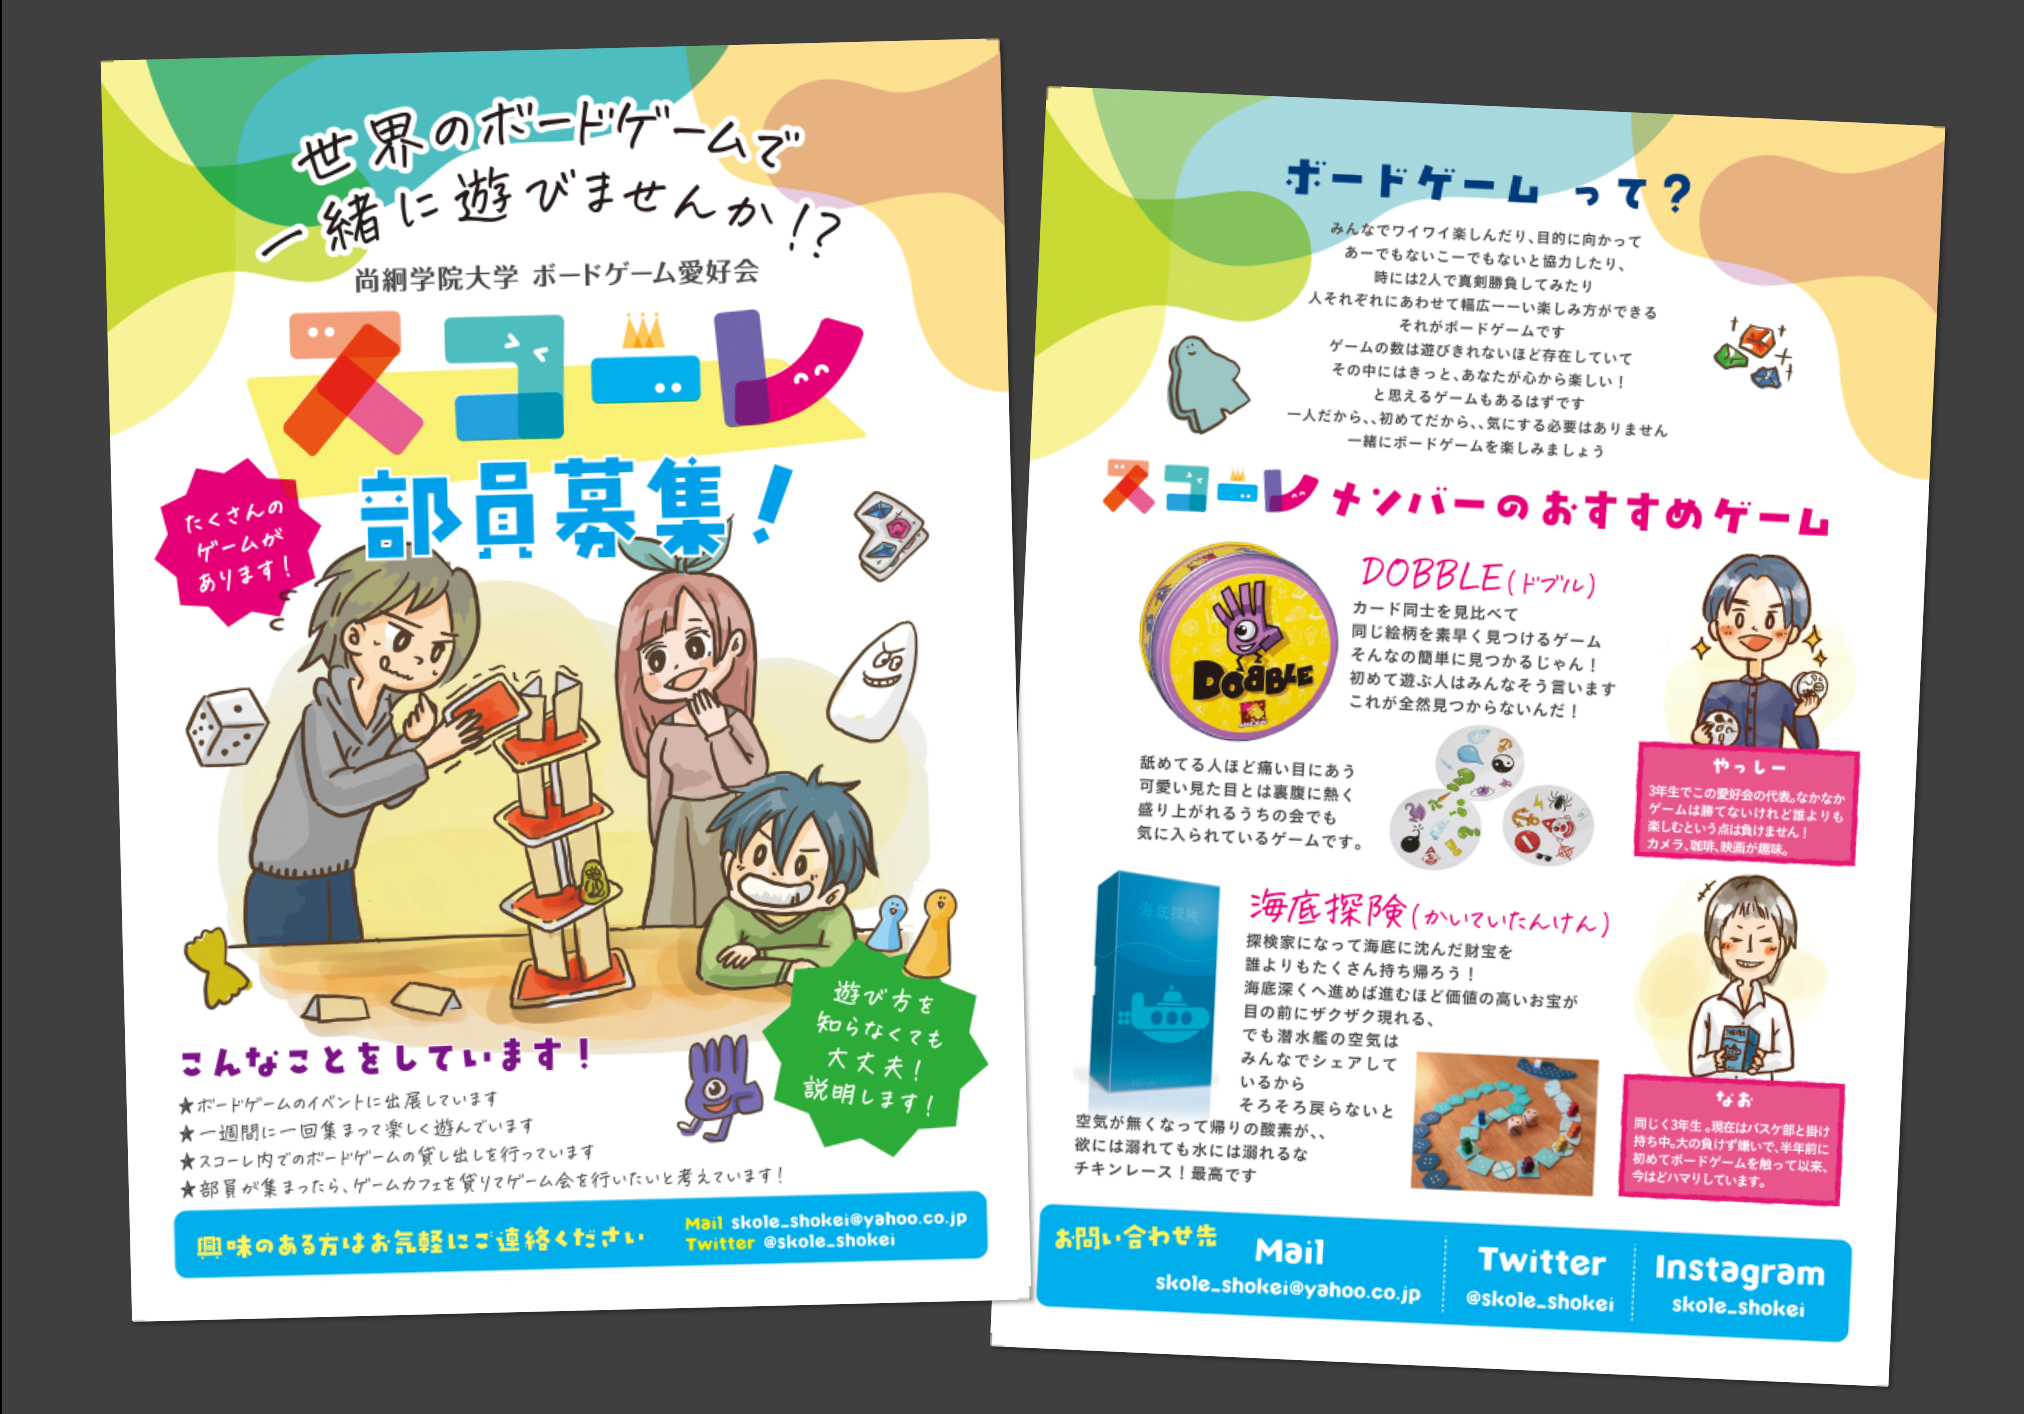 世界のボードゲームで
一緒に遊びませんか!?
尚絅学院大学 ボードゲーム愛好会
スコーレ
部員募集!
たくさんの
ゲームが
あります!
遊び方を
知らなくても
大丈夫!
説明します!
こんなことをしています!
★ボードゲームのイベントに出展しています
★一週間に一回集まって楽しく遊んでいます
★スコーレ内でのボードゲームの貸し出しを行っています
★部員が集まったら、ゲームカフェを貸りてゲーム会を行いたいと考えています!
興味のある方はお気軽にご連絡ください
Mail skole_shokei@yahoo.co.jp
Twitter @skole_shokei
ボードゲームって?
みんなでワイワイ楽しんだり、目的に向かって
あーでもないこーでもないと協力したり、
時には2人で真剣勝負してみたり
人それぞれにあわせて幅広ーーい楽しみ方ができる
それがボードゲームです
ゲームの数は遊びきれないほど存在していて
その中にはきっと、あなたが心から楽しい!
と思えるゲームもあるはずです
一人だから、、初めてだから、、気にする必要はありません
一緒にボードゲームを楽しみましょう
スコーレメンバーのおすすめゲーム
DOBBLE
DOBBLE(ドブル)
カード同士を見比べて
同じ絵柄を素早く見つけるゲーム
そんなの簡単に見つかるじゃん!
初めて遊ぶ人はみんなそう言います
これが全然見つからないんだ!
舐めてる人ほど痛い目にあう
可愛い見た目とは裏腹に熱く
盛り上がれるうちの会でも
気に入られているゲームです。
やっしー
3年生でこの愛好会の代表。なかなか
ゲームは勝てないけれど誰よりも
楽しむという点は負けません!
カメラ、珈琲、映画が趣味。
海底探険
海底探険(かいていたんけん)
探検家になって海底に沈んだ財宝を
誰よりもたくさん持ち帰ろう!
海底深くへ進めば進むほど価値の高いお宝が
目の前にザクザク現れる、
でも潜水艦の空気は
みんなでシェアして
いるから
そろそろ戻らないと
空気が無くなって帰りの酸素が、、
欲には溺れても水には溺れるな
チキンレース!最高です
なお
同じく3年生。現在はバスケ部と掛け
持ち中。大の負けず嫌いで、半年前に
初めてボードゲームを触って以来、
今はどハマりしています。
お問い合わせ先
Mail
skole_shokei@yahoo.co.jp
Twitter
@skole_shokei
Instagram
skole_shokei